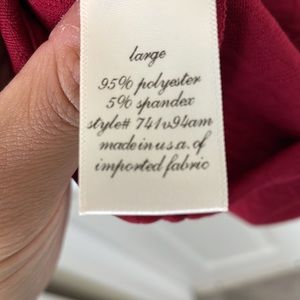 large
95% polyester
5% spandex
style# 741v94am
made in u.s.a. of
imported fabric